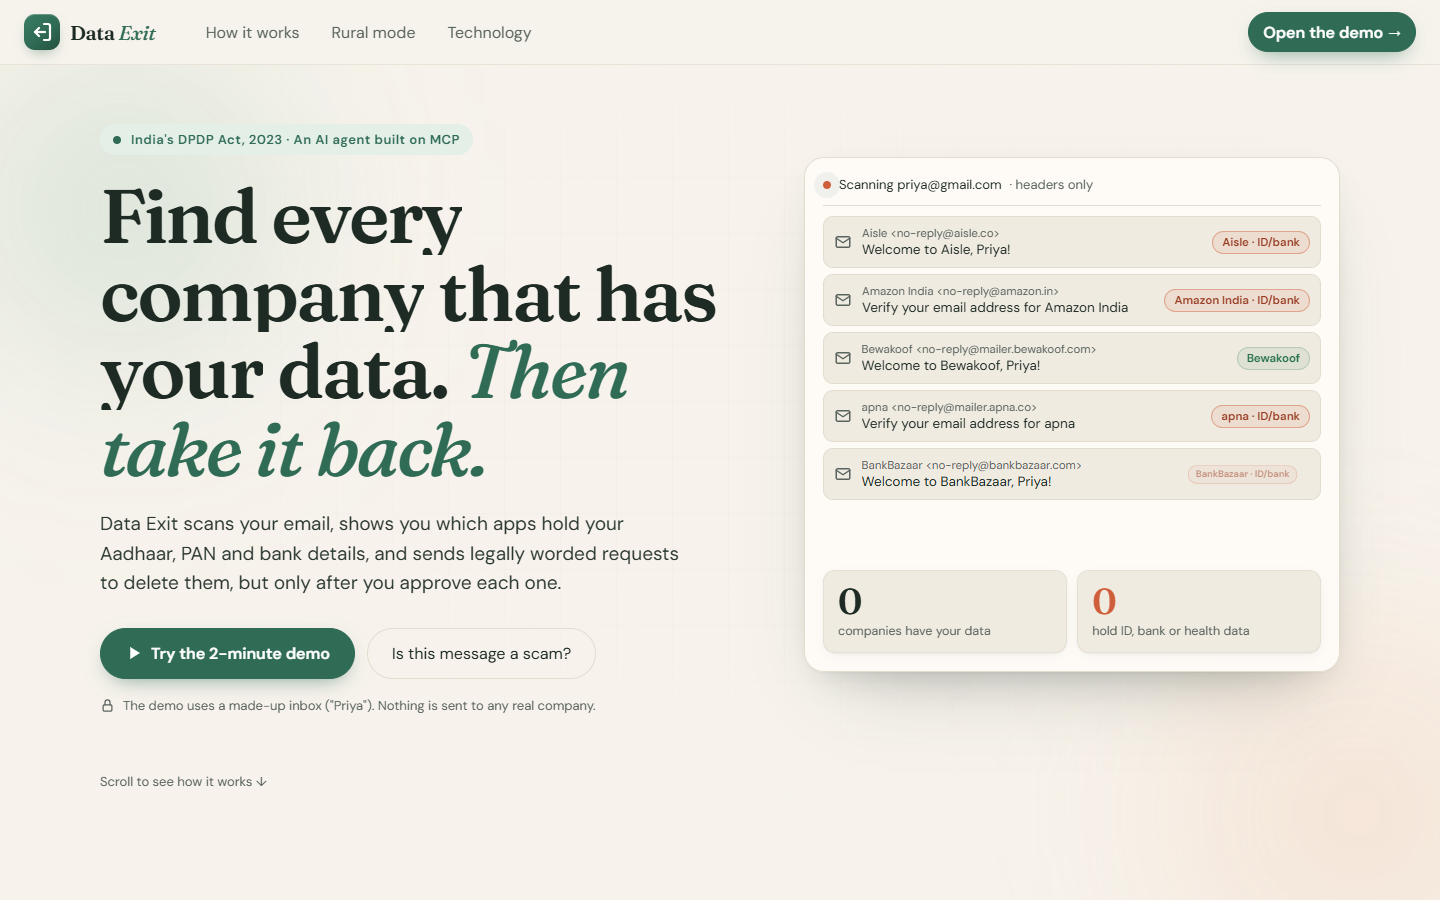 Data Exit
How it works
Rural mode
Technology
Open the demo →
India's DPDP Act, 2023 · An AI agent built on MCP
Find every
company that has
your data. Then
take it back.
Data Exit scans your email, shows you which apps hold your
Aadhaar, PAN and bank details, and sends legally worded requests
to delete them, but only after you approve each one.
Try the 2-minute demo
Is this message a scam?
The demo uses a made-up inbox ("Priya"). Nothing is sent to any real company.
Scroll to see how it works ↓
Scanning priya@gmail.com · headers only
Aisle <no-reply@aisle.co>
Welcome to Aisle, Priya!
Aisle · ID/bank
Amazon India <no-reply@amazon.in>
Verify your email address for Amazon India
Amazon India · ID/bank
Bewakoof <no-reply@mailer.bewakoof.com>
Welcome to Bewakoof, Priya!
Bewakoof
apna <no-reply@mailer.apna.co>
Verify your email address for apna
apna · ID/bank
BankBazaar <no-reply@bankbazaar.com>
Welcome to BankBazaar, Priya!
BankBazaar · ID/bank
0
companies have your data
0
hold ID, bank or health data